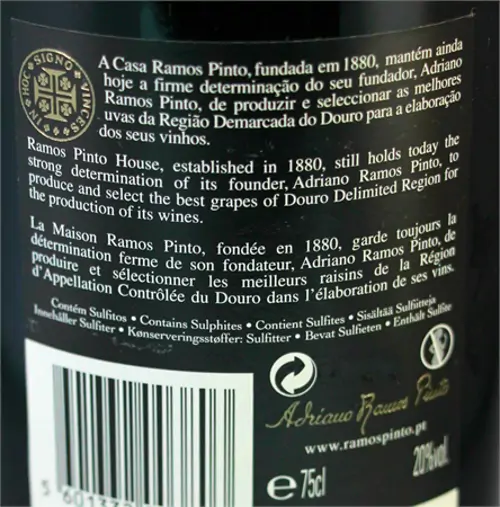 IN HOC SIGNO VINCES
A Casa Ramos Pinto, fundada em 1880, mantém ainda
hoje a firme determinação do seu fundador, Adriano
Ramos Pinto, de produzir e seleccionar as melhores
uvas da Região Demarcada do Douro para a elaboração
dos seus vinhos.
Ramos Pinto House, established in 1880, still holds today the
strong determination of its founder, Adriano Ramos Pinto, to
produce and select the best grapes of Douro Delimited Region for
the production of its wines.
La Maison Ramos Pinto, fondée en 1880, garde toujours la
détermination ferme de son fondateur, Adriano Ramos Pinto, de
produire et sélectionner les meilleurs raisins de la Région
d'Appellation Contrôlée du Douro dans l'élaboration de ses vins.
Contém Sulfitos • Contains Sulphites • Contient Sulfites • Sisältää Sulfiitteja
Innehåller Sulfiter • Kønserveringsstøffer: Sulfitter • Bevat Sulfieten • Enthält Sulfite
Adriano Ramos Pinto
www.ramospinto.pt
e 75cl
20%vol.